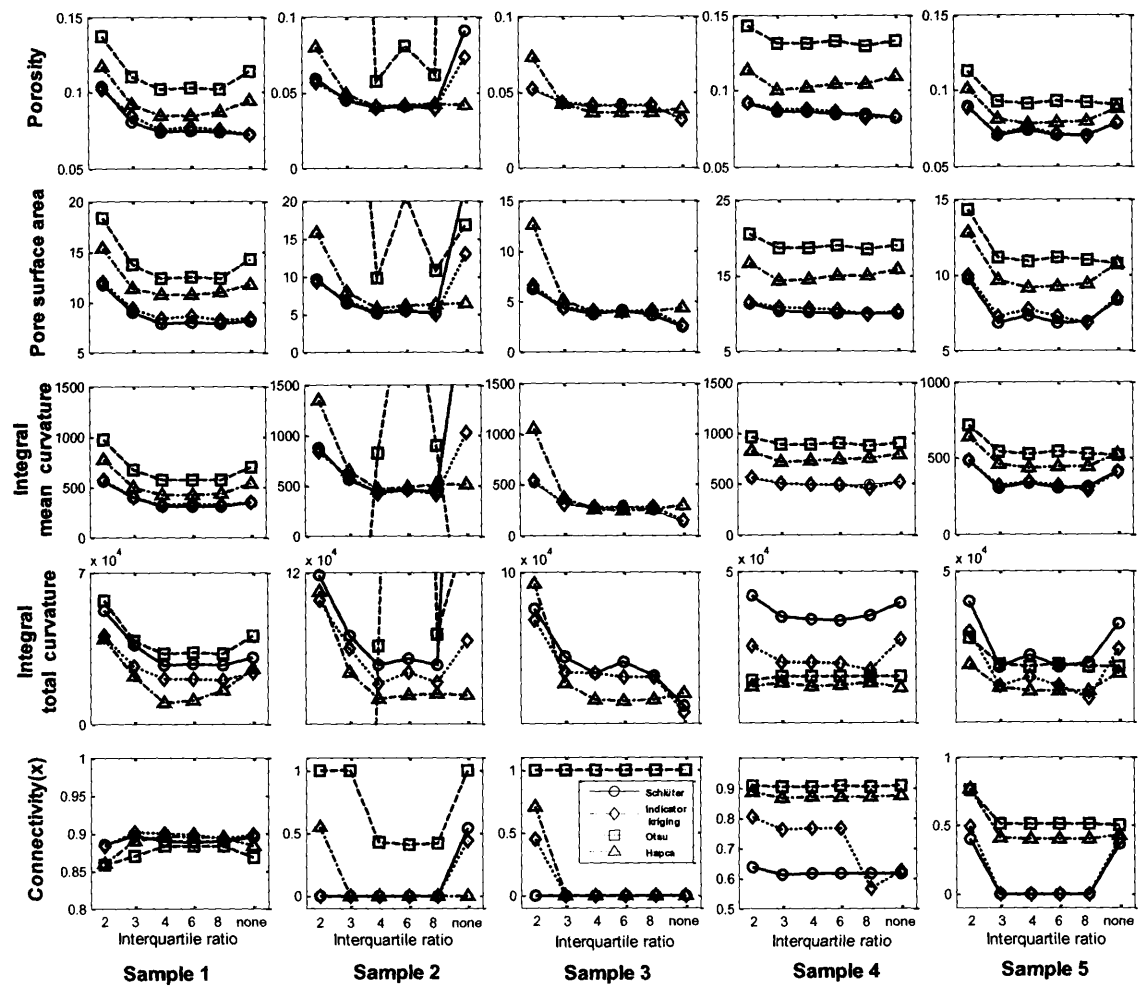 Porosity
0.15
0.1
0.05
0.1
0.05
0
0.1
0.05
0
0.15
0.1
0.05
0.15
0.1
0.05
Pore surface area
20
15
10
5
20
15
10
5
0
15
10
5
0
25
15
5
15
10
5
Integral
mean curvature
1500
1000
500
0
1500
1000
500
0
1500
1000
500
0
1500
1000
500
0
1000
500
0
Integral
total curvature
x 10^4
7
0
x 10^4
12
x 10^4
10
x 10^4
5
x 10^4
5
Connectivity(x)
1
0.95
0.9
0.85
0.8
1
0.5
0
1
0.5
0
Schlüter
Indicator
kriging
Otsu
Hapca
0.9
0.8
0.7
0.6
0.5
1
0.5
0
2 3 4 6 8 none
2 3 4 6 8 none
2 3 4 6 8 none
2 3 4 6 8 none
2 3 4 6 8 none
Interquartile ratio
Interquartile ratio
Interquartile ratio
Interquartile ratio
Interquartile ratio
Sample 1
Sample 2
Sample 3
Sample 4
Sample 5